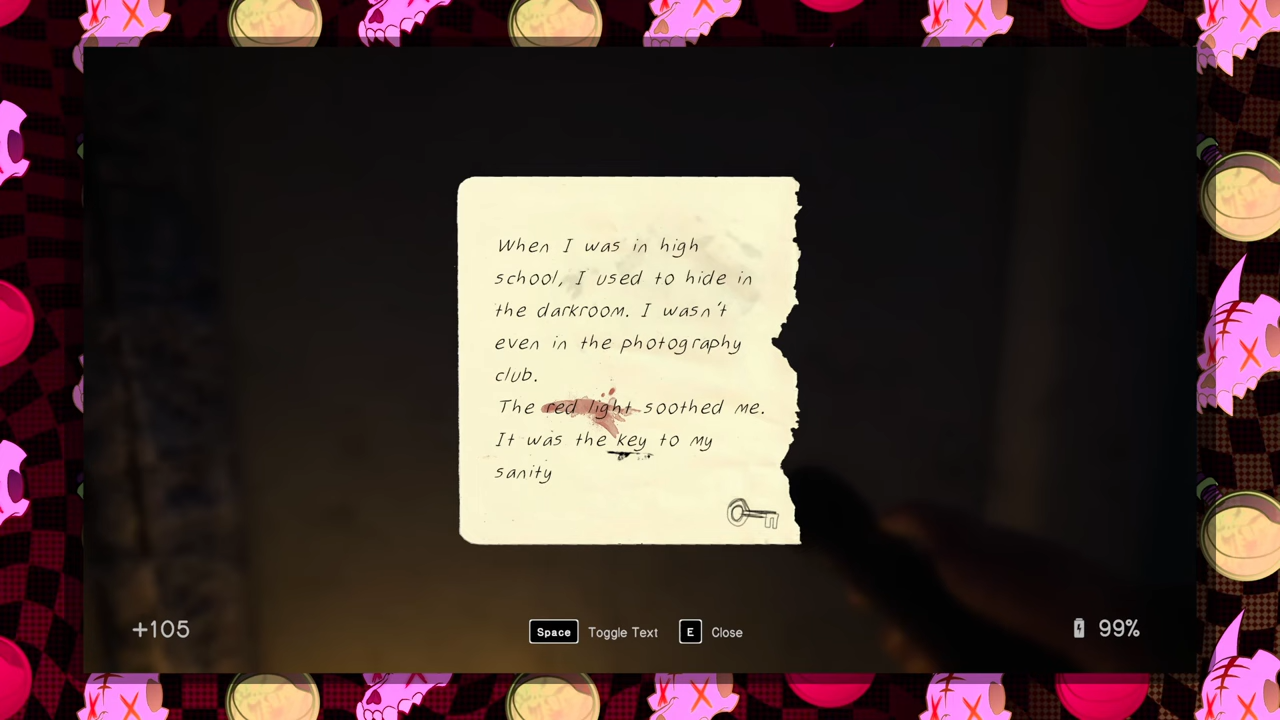 When I was in high
school, I used to hide in
the darkroom. I wasn't
even in the photography
club.
The red light soothed me.
It was the key to my
sanity
+105
Space Toggle Text E Close
99%